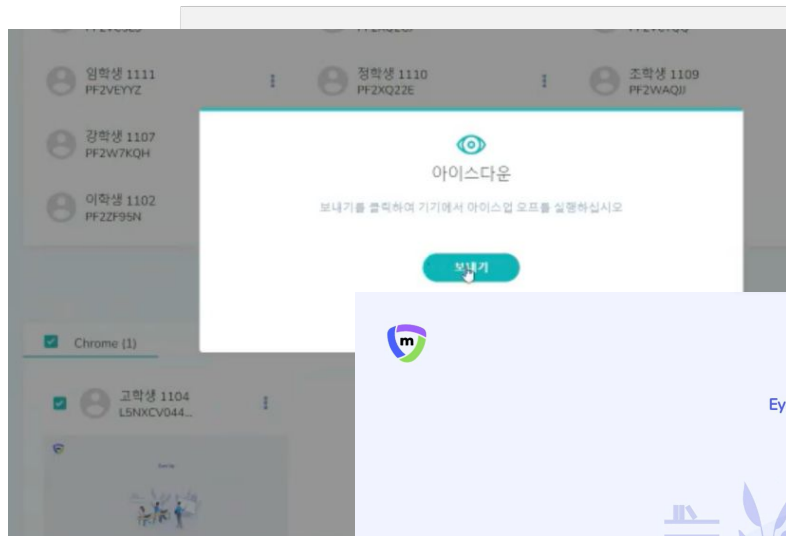 임학생 1111
PF2VEYYZ
정학생 1110
PF2XQ22E
조학생 1109
PF2WAQJJ
강학생 1107
PF2W7KQH
이학생 1102
PF2ZF95N
아이스다운
보내기를 클릭하여 기기에서 아이스업 오프를 실행하십시오
보내기
Chrome (1)
고학생 1104
L5NXCV044...
m
Ey